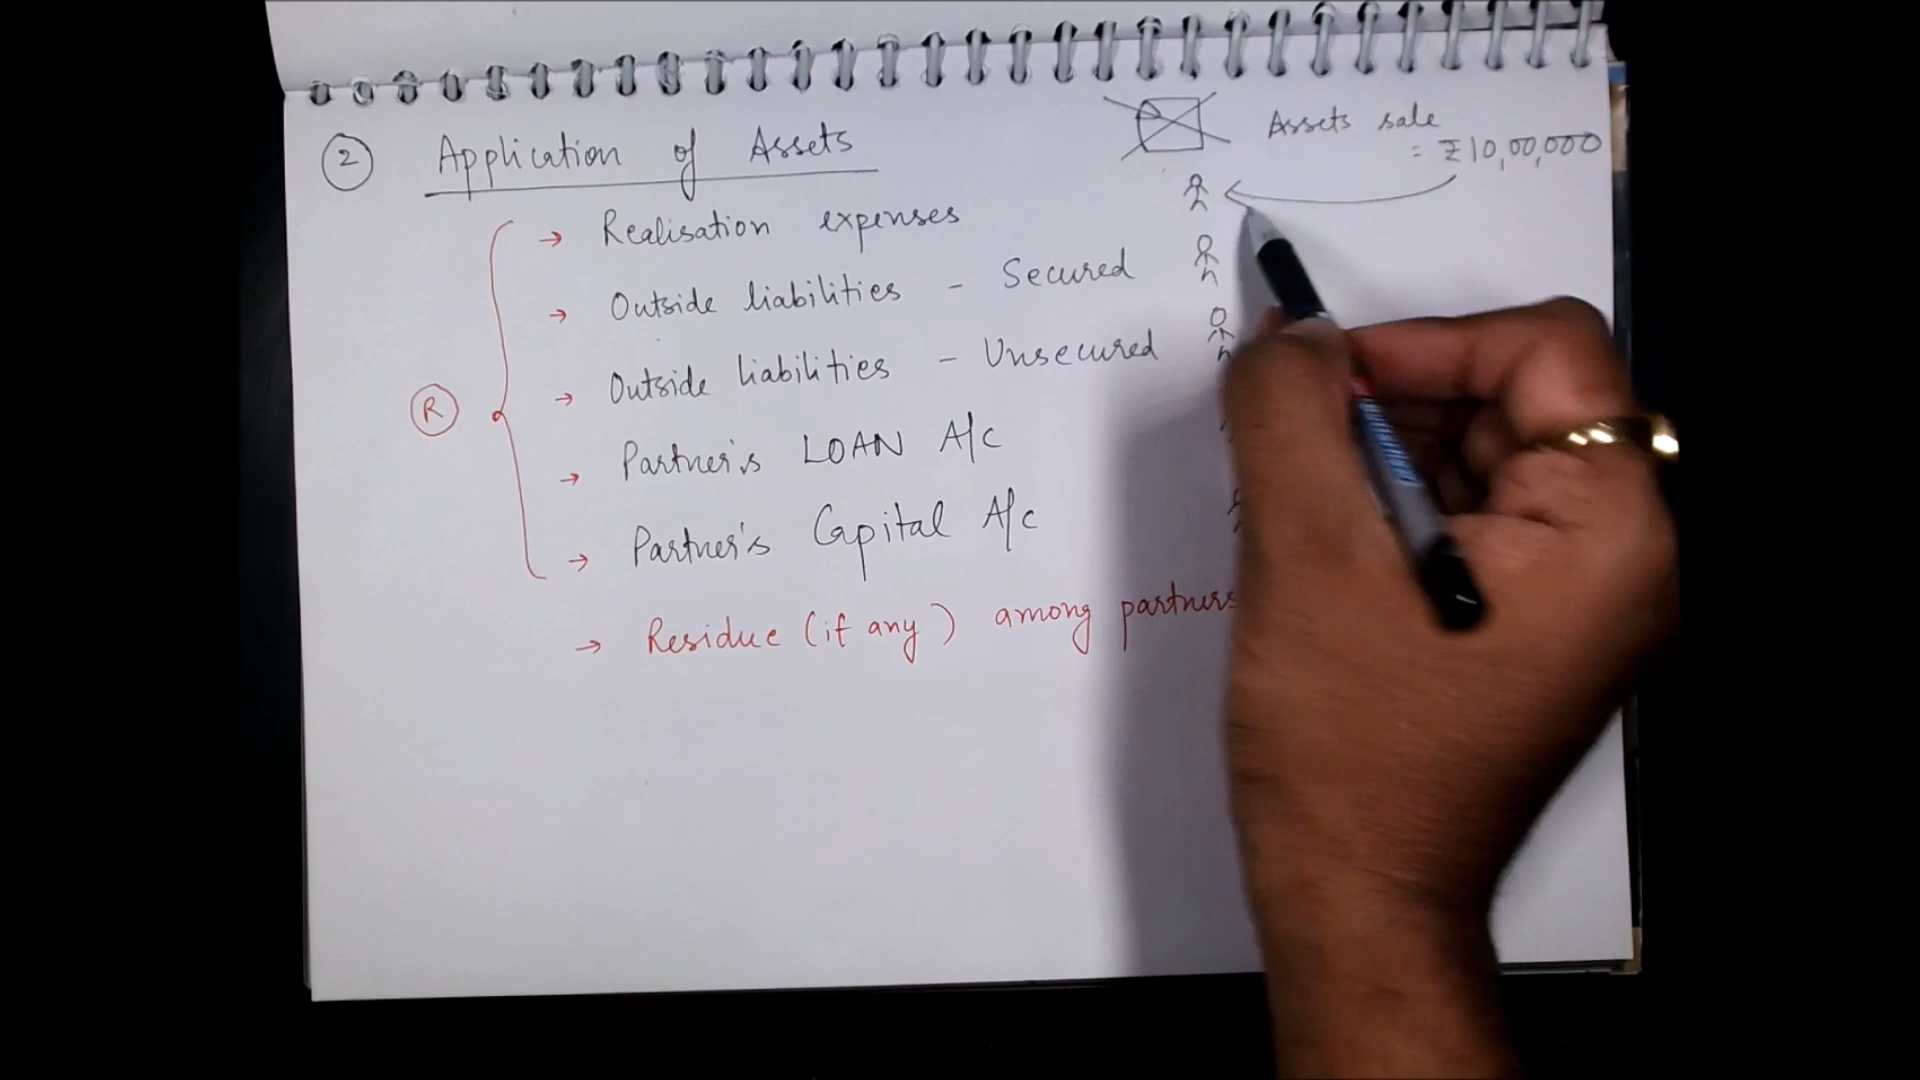 ② Application of Assets
Assets sale
= ₹10,00,000
→ Realisation expenses
→ Outside liabilities - Secured
→ Outside liabilities - Unsecured
R
→ Partner's LOAN A/c
→ Partner's Capital A/c
→ Residue (if any) among partners